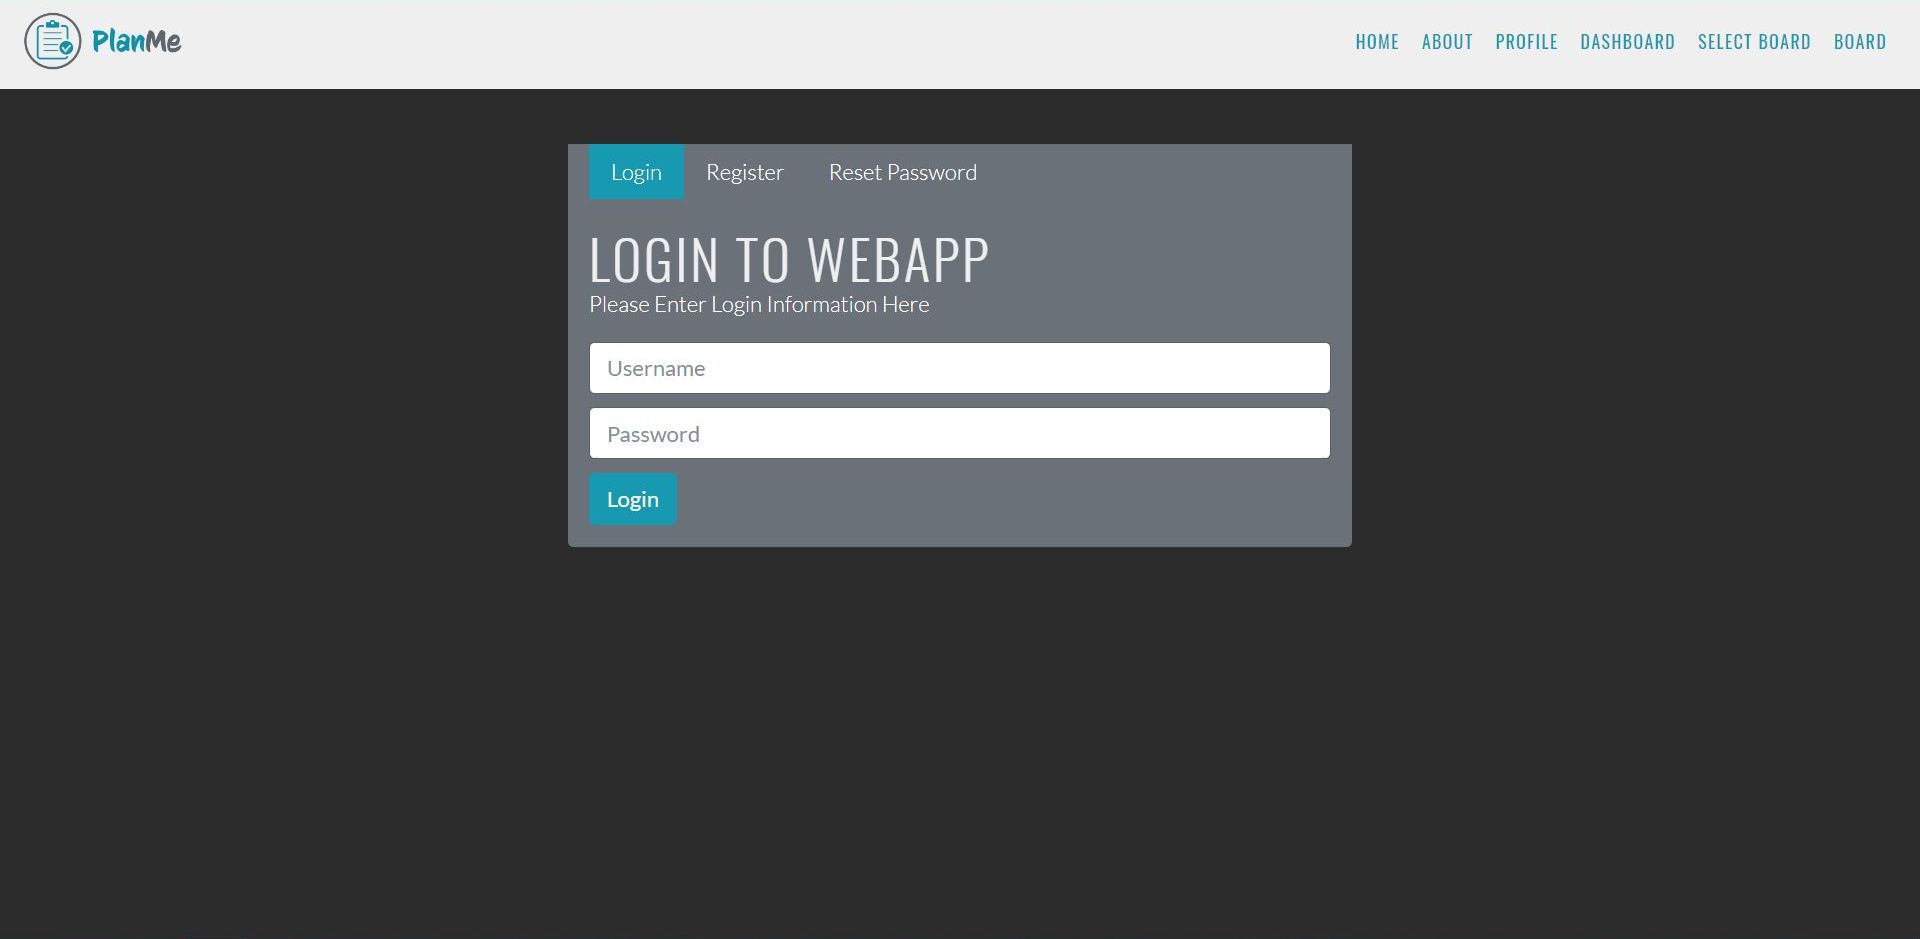 PlanMe
HOME ABOUT PROFILE DASHBOARD SELECT BOARD BOARD
Login Register Reset Password
LOGIN TO WEBAPP
Please Enter Login Information Here
Username
Password
Login